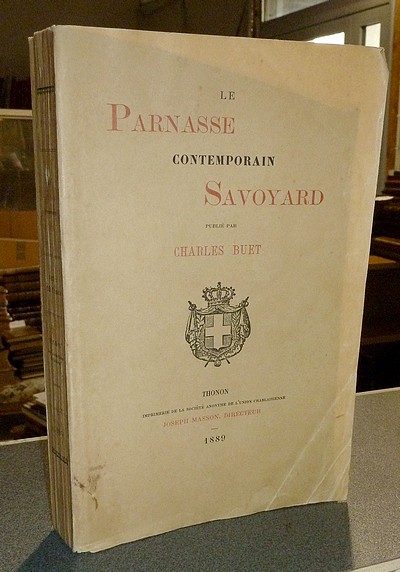 LE
PARNASSE
CONTEMPORAIN
SAVOYARD
PUBLIÉ PAR
CHARLES BUET
THONON
IMPRIMERIE DE LA SOCIÉTÉ ANONYME DE L'UNION CHABLAISIENNE
JOSEPH MASSON, DIRECTEUR
—
1889